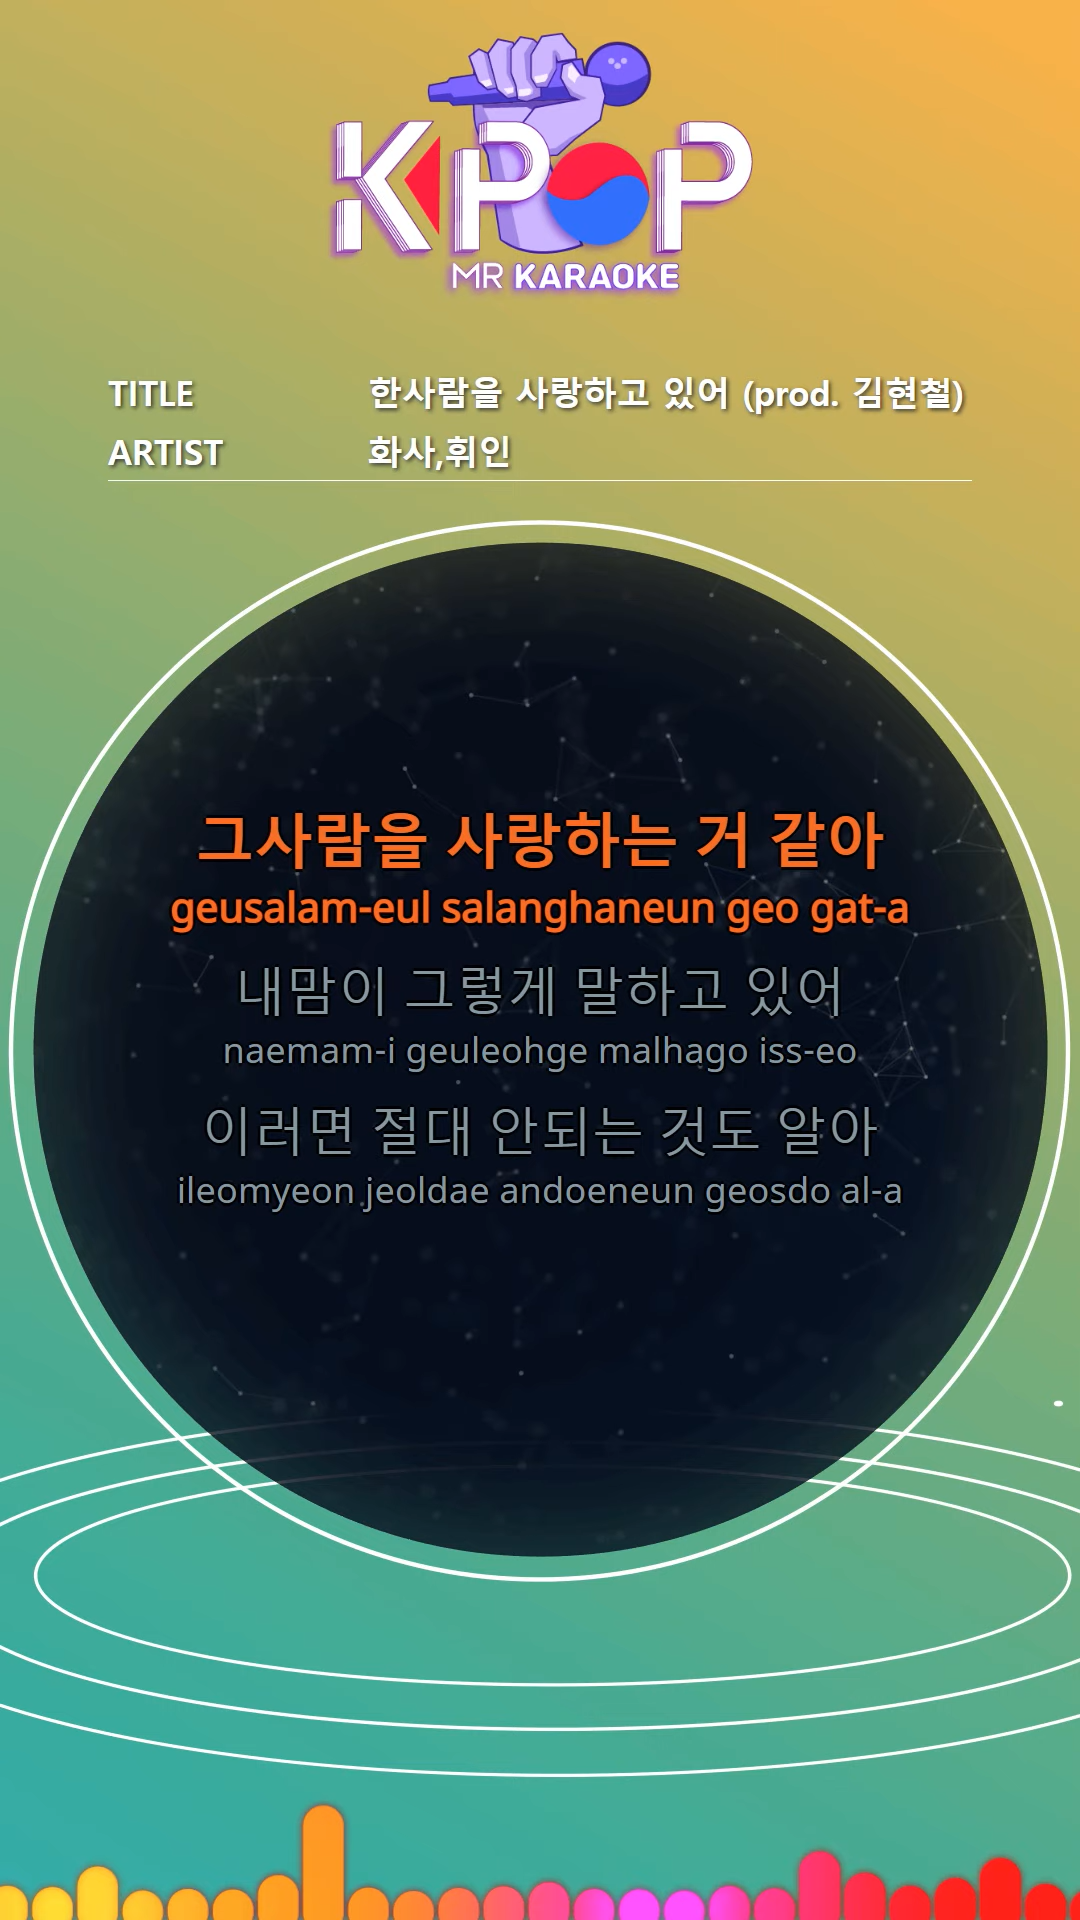 KPOP
MR KARAOKE
TITLE 한사람을 사랑하고 있어 (prod. 김현철)
ARTIST 화사,휘인
그사람을 사랑하는 거 같아
geusalam-eul salanghaneun geo gat-a
내맘이 그렇게 말하고 있어
naemam-i geuleohge malhago iss-eo
이러면 절대 안되는 것도 알아
ileomyeon jeoldae andoeneun geosdo al-a